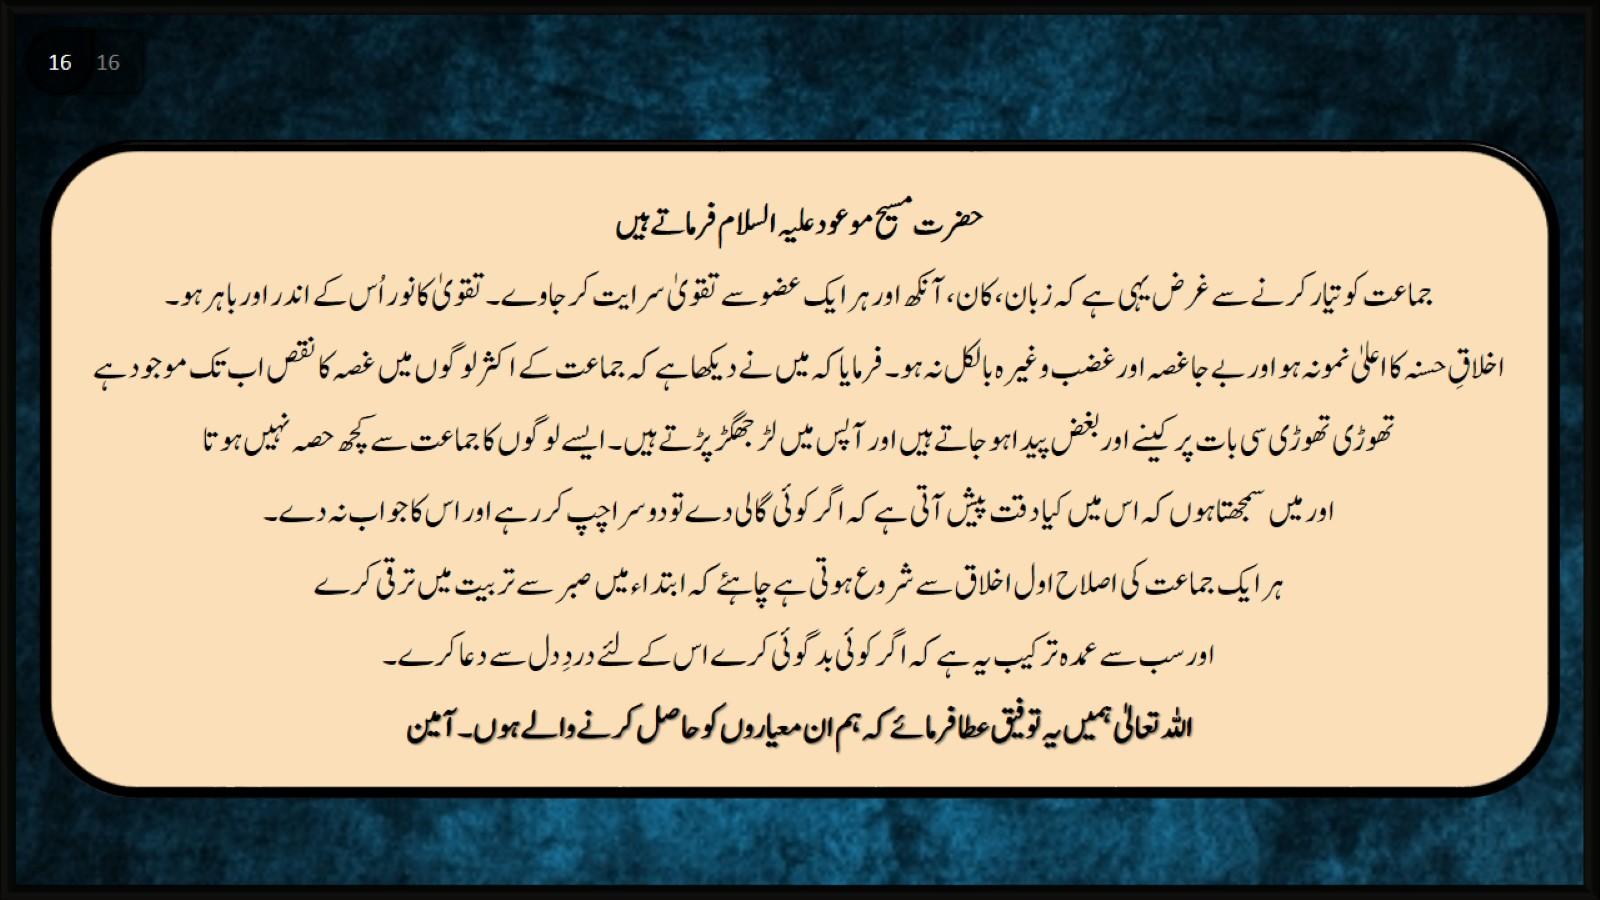 16 16
حضرت مسیح موعود علیہ السلام فرماتے ہیں
جماعت کو تیار کرنے سے غرض یہی ہے کہ زبان، کان، آنکھ اور ہر ایک عضو سے تقویٰ سرایت کر جاوے۔ تقویٰ کا نور اُس کے اندر اور باہر ہو۔
اخلاقِ حسنہ کا اعلیٰ نمونہ ہو اور بے جا غصہ اور غضب وغیرہ بالکل نہ ہو۔ فرمایا کہ میں نے دیکھا ہے کہ جماعت کے اکثر لوگوں میں غصہ کا نقص اب تک موجود ہے
تھوڑی تھوڑی سی بات پر کینے اور بغض پیدا ہو جاتے ہیں اور آپس میں لڑ جھگڑ پڑتے ہیں۔ ایسے لوگوں کا جماعت سے کچھ حصہ نہیں ہوتا
اور میں سمجھتا ہوں کہ اس میں کیا دقت پیش آتی ہے کہ اگر کوئی گالی دے تو دوسرا چپ کر رہے اور اس کا جواب نہ دے۔
ہر ایک جماعت کی اصلاح اول اخلاق سے شروع ہوتی ہے چاہئے کہ ابتداء میں صبر سے تربیت میں ترقی کرے
اور سب سے عمدہ ترکیب یہ ہے کہ اگر کوئی بد گوئی کرے اس کے لئے دردِ دل سے دعا کرے۔
اللہ تعالیٰ ہمیں یہ توفیق عطا فرمائے کہ ہم ان معیاروں کو حاصل کرنے والے ہوں۔ آمین